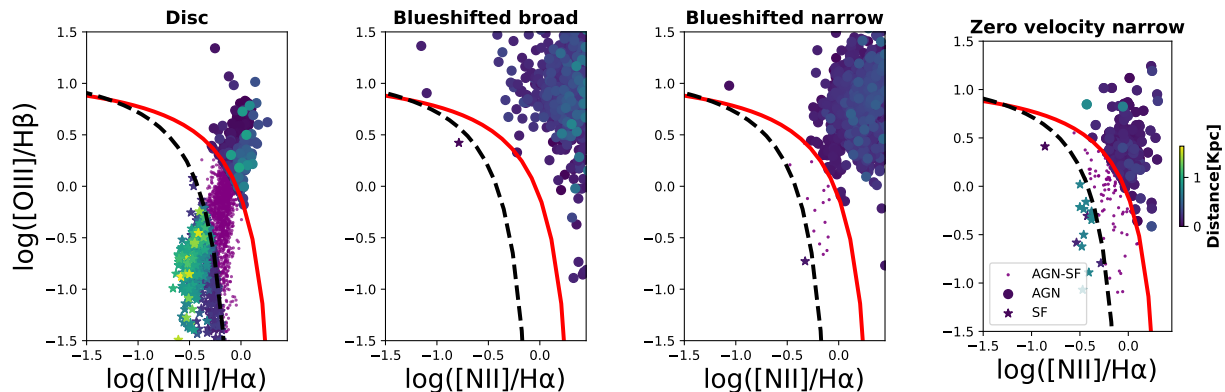 Disc
Blueshifted broad
Blueshifted narrow
Zero velocity narrow
log([OIII]/Hβ)
1.5
1.0
0.5
0.0
−0.5
−1.0
−1.5
−1.5 −1.0 −0.5 0.0
log([NII]/Hα)
1.5
1.0
0.5
0.0
−0.5
−1.0
−1.5
−1.5 −1.0 −0.5 0.0
log([NII]/Hα)
1.5
1.0
0.5
0.0
−0.5
−1.0
−1.5
−1.5 −1.0 −0.5 0.0
log([NII]/Hα)
1.5
1.0
0.5
0.0
−0.5
−1.0
−1.5
−1.5 −1.0 −0.5 0.0
log([NII]/Hα)
AGN-SF
AGN
SF
1
0
Distance[Kpc]